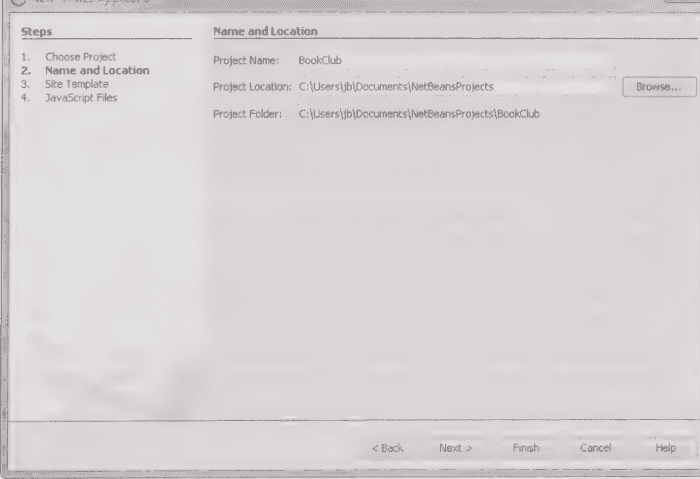 Steps
1. Choose Project
2. Name and Location
3. Site Template
4. JavaScript Files
Name and Location
Project Name: BookClub
Project Location: C:\Users\jb\Documents\NetBeansProjects
Browse...
Project Folder: C:\Users\jb\Documents\NetBeansProjects\BookClub
< Back
Next >
Finish
Cancel
Help